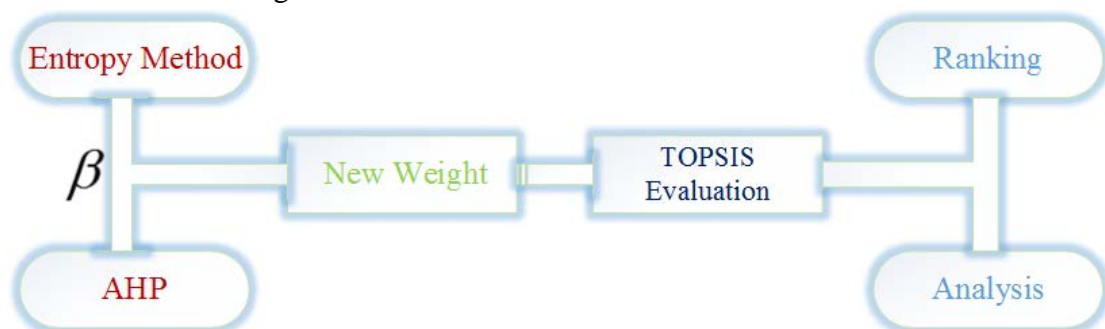 Entropy Method
Ranking
β
New Weight
TOPSIS
Evaluation
AHP
Analysis